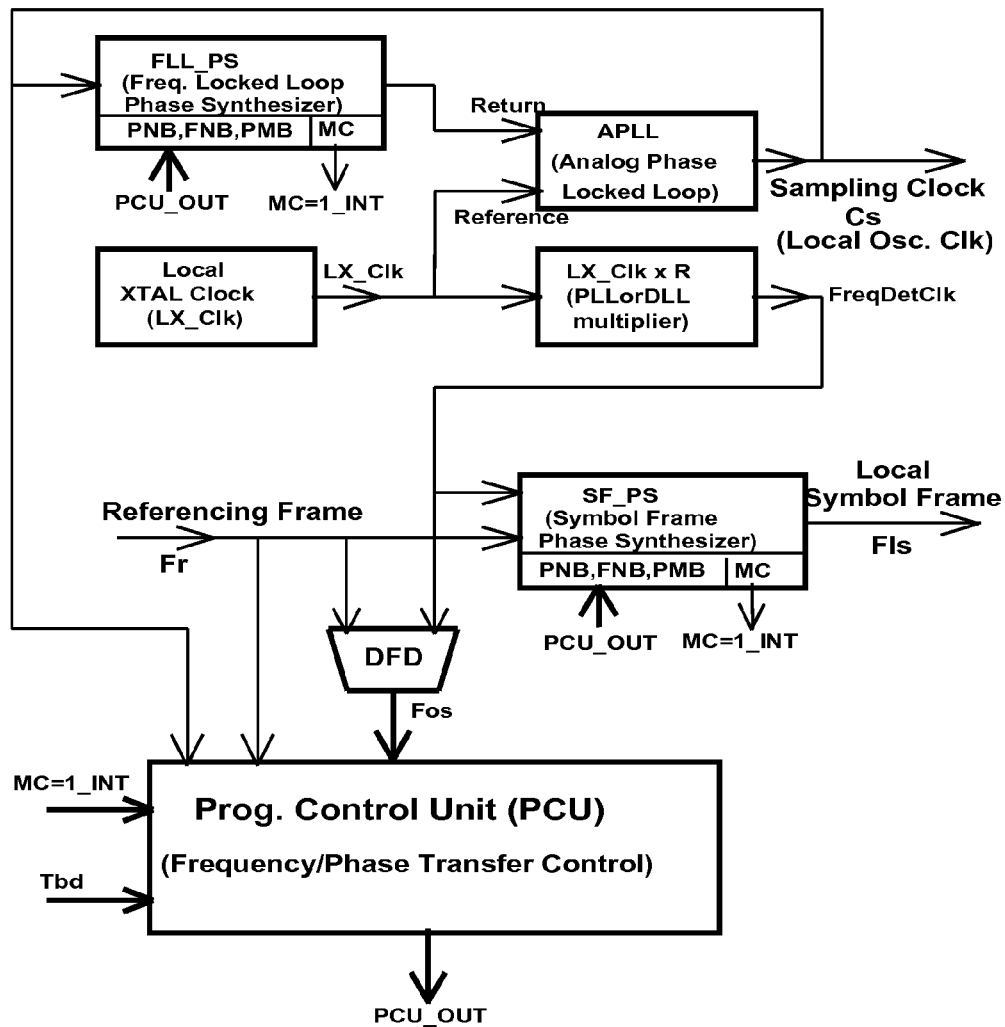 FLL_PS
(Freq. Locked Loop
Phase Synthesizer)
PNB,FNB,PMB MC
PCU_OUT
MC=1_INT
Return
APLL
(Analog Phase
Locked Loop)
Reference
Sampling Clock
Cs
(Local Osc. Clk)
Local
XTAL Clock
(LX_Clk)
LX_Clk
LX_Clk x R
(PLLorDLL
multiplier)
FreqDetClk
Referencing Frame
Fr
SF_PS
(Symbol Frame
Phase Synthesizer)
PNB,FNB,PMB MC
PCU_OUT
MC=1_INT
Local
Symbol Frame
Fls
DFD
Fos
MC=1_INT
Tbd
Prog. Control Unit (PCU)
(Frequency/Phase Transfer Control)
PCU_OUT